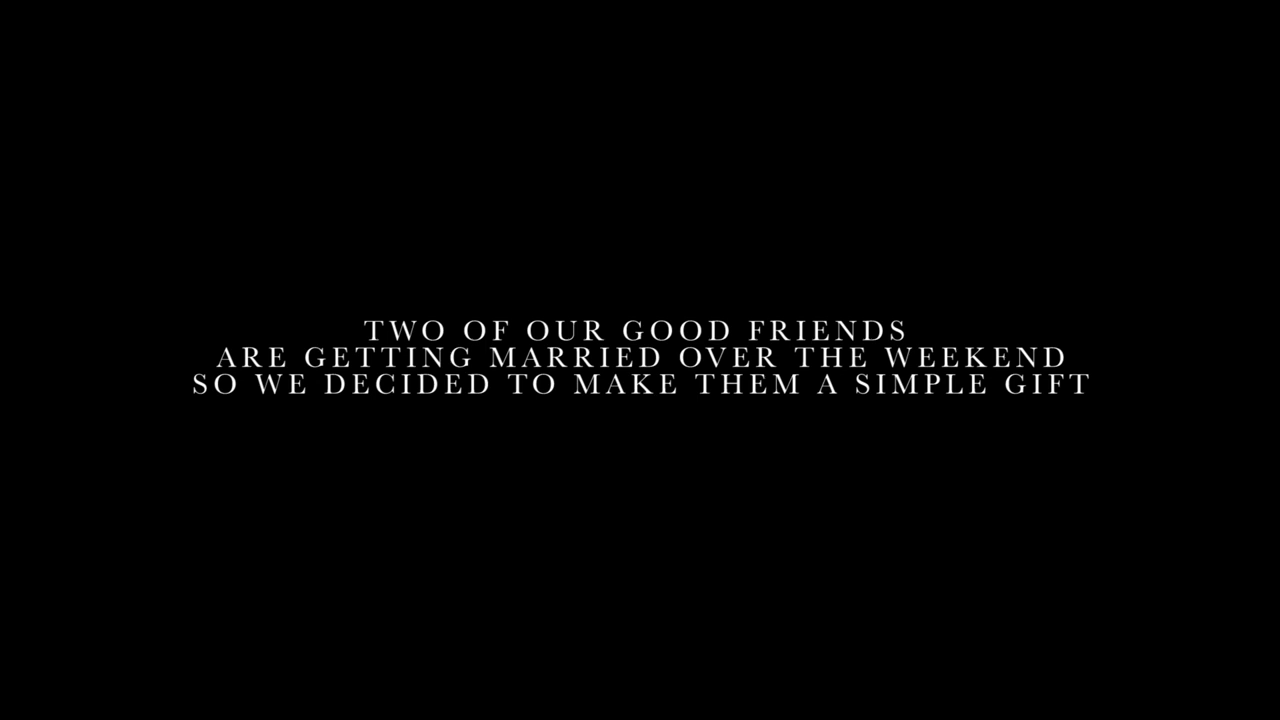 TWO OF OUR GOOD FRIENDS
ARE GETTING MARRIED OVER THE WEEKEND
SO WE DECIDED TO MAKE THEM A SIMPLE GIFT